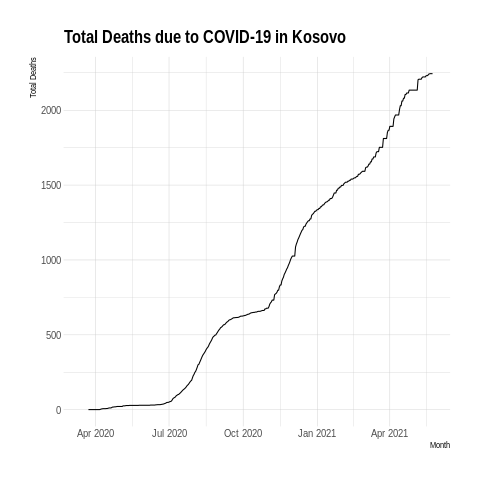 Total Deaths due to COVID-19 in Kosovo
Total Deaths
2000
1500
1000
500
0
Apr 2020 Jul 2020 Oct 2020 Jan 2021 Apr 2021
Month